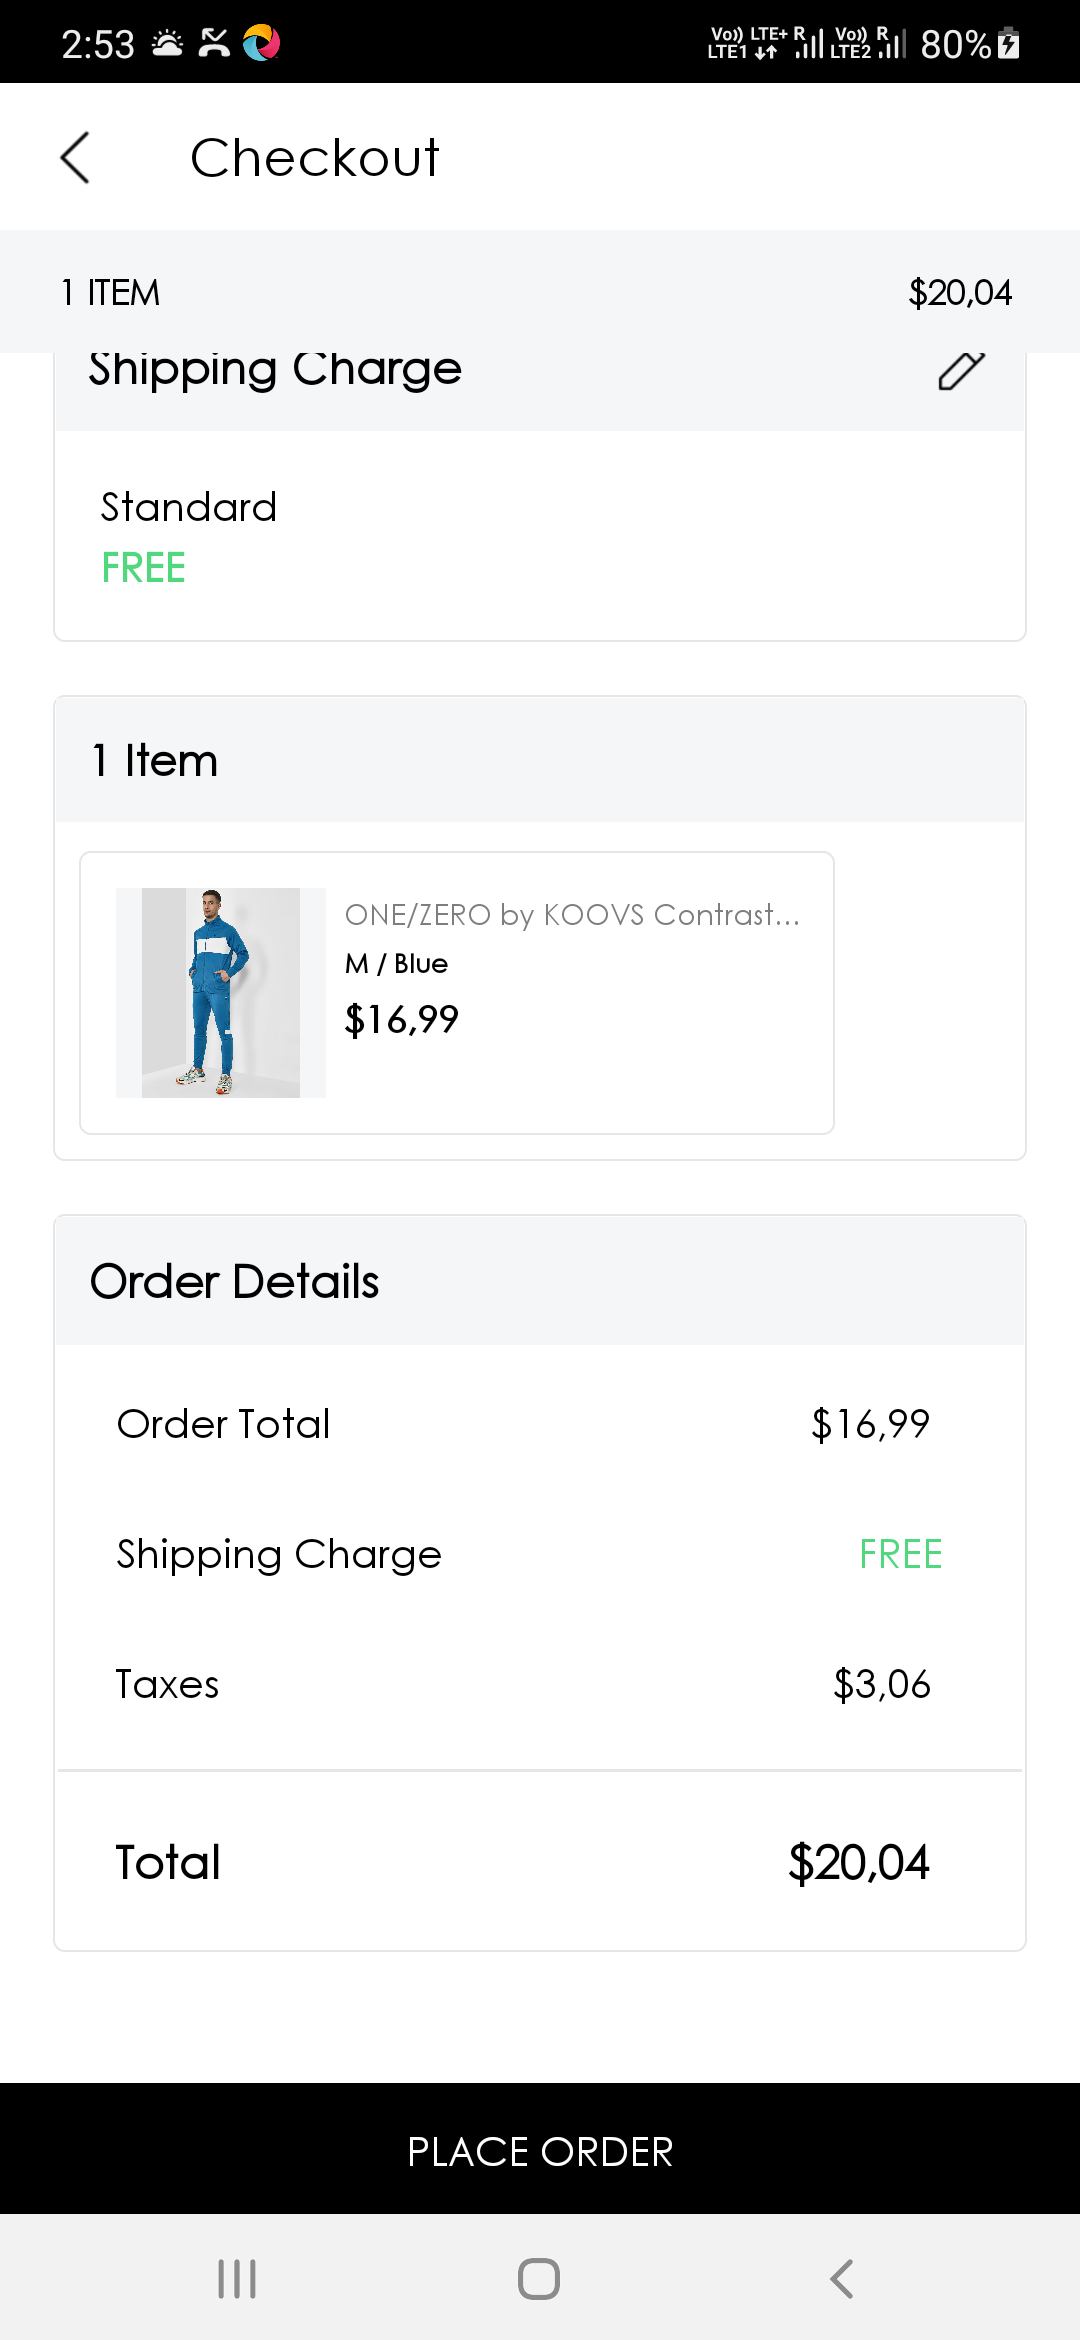 2:53
Vo)) LTE+ R Vo)) R 80%
LTE1 LTE2
Checkout
1 ITEM $20,04
Shipping Charge
Standard
FREE
1 Item
ONE/ZERO by KOOVS Contrast...
M / Blue
$16,99
Order Details
Order Total $16,99
Shipping Charge FREE
Taxes $3,06
Total $20,04
PLACE ORDER